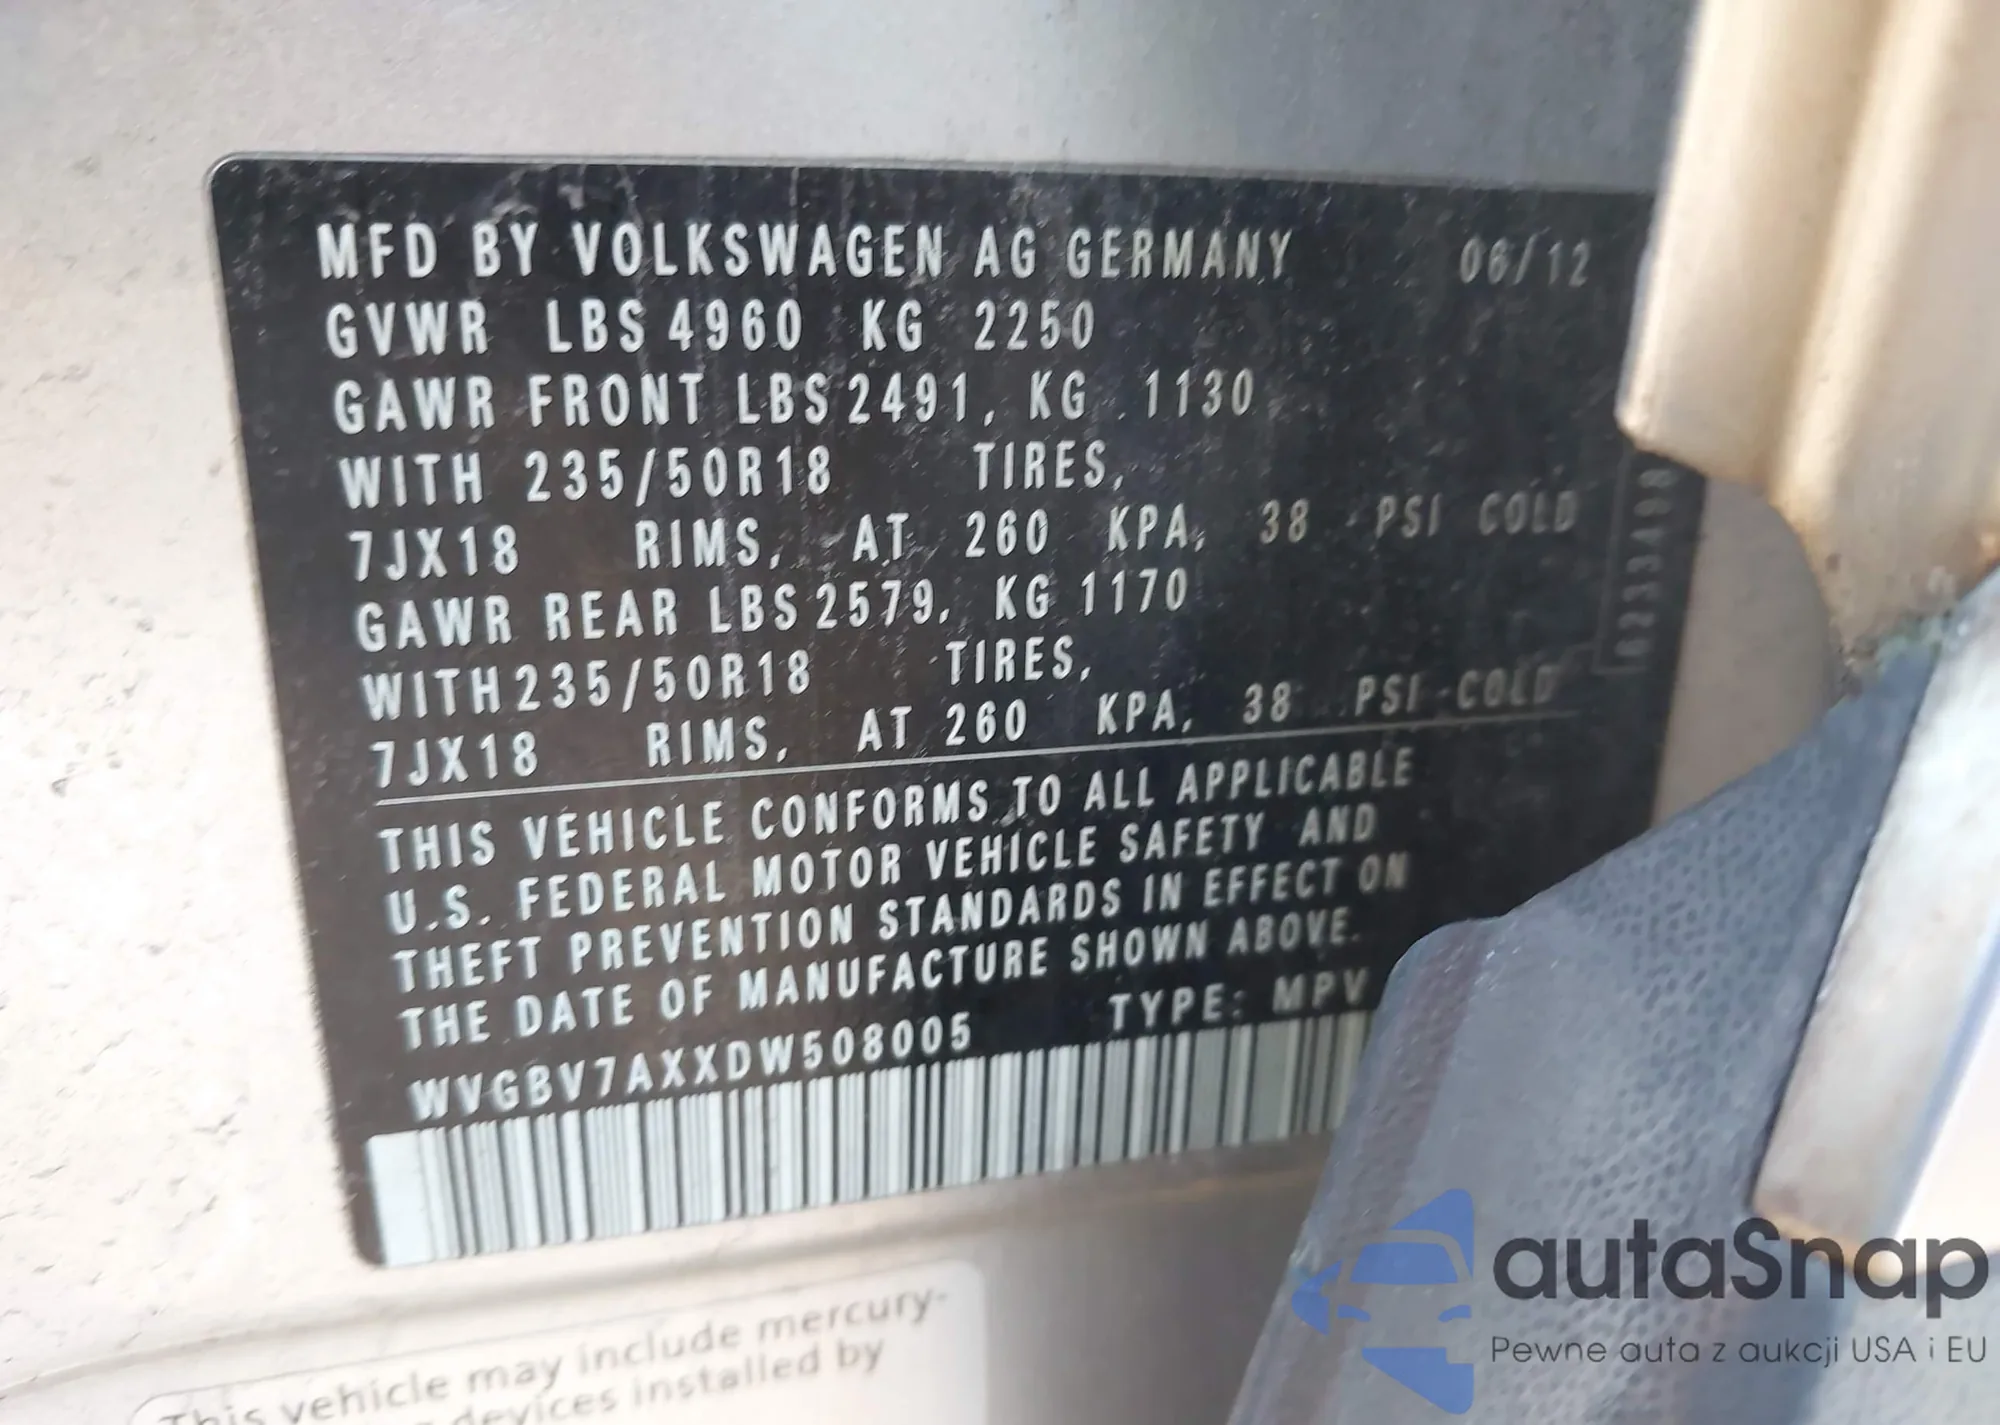 MFD BY VOLKSWAGEN AG GERMANY 06/12
GVWR LBS 4960 KG 2250
GAWR FRONT LBS 2491, KG 1130
WITH 235/50R18 TIRES,
7JX18 RIMS, AT 260 KPA, 38 PSI COLD
GAWR REAR LBS 2579, KG 1170
WITH 235/50R18 TIRES,
7JX18 RIMS, AT 260 KPA, 38 PSI COLD
0233488
THIS VEHICLE CONFORMS TO ALL APPLICABLE
U.S. FEDERAL MOTOR VEHICLE SAFETY AND
THEFT PREVENTION STANDARDS IN EFFECT ON
THE DATE OF MANUFACTURE SHOWN ABOVE.
WVGBV7AXXDW508005 TYPE: MPV
This vehicle may include mercury-
devices installed by
autaSnap
Pewne auta z aukcji USA i EU